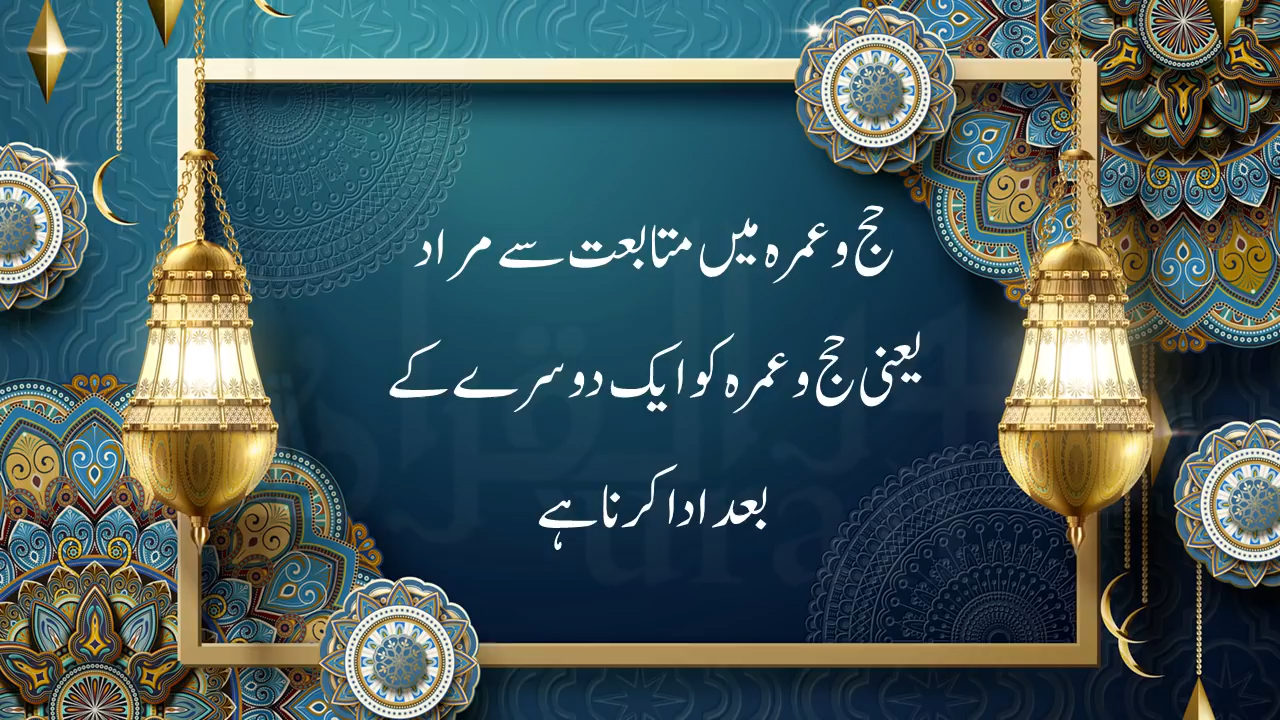 حج و عمرہ میں متابعت سے مراد
یعنی حج و عمرہ کو ایک دوسرے کے
بعد ادا کرنا ہے